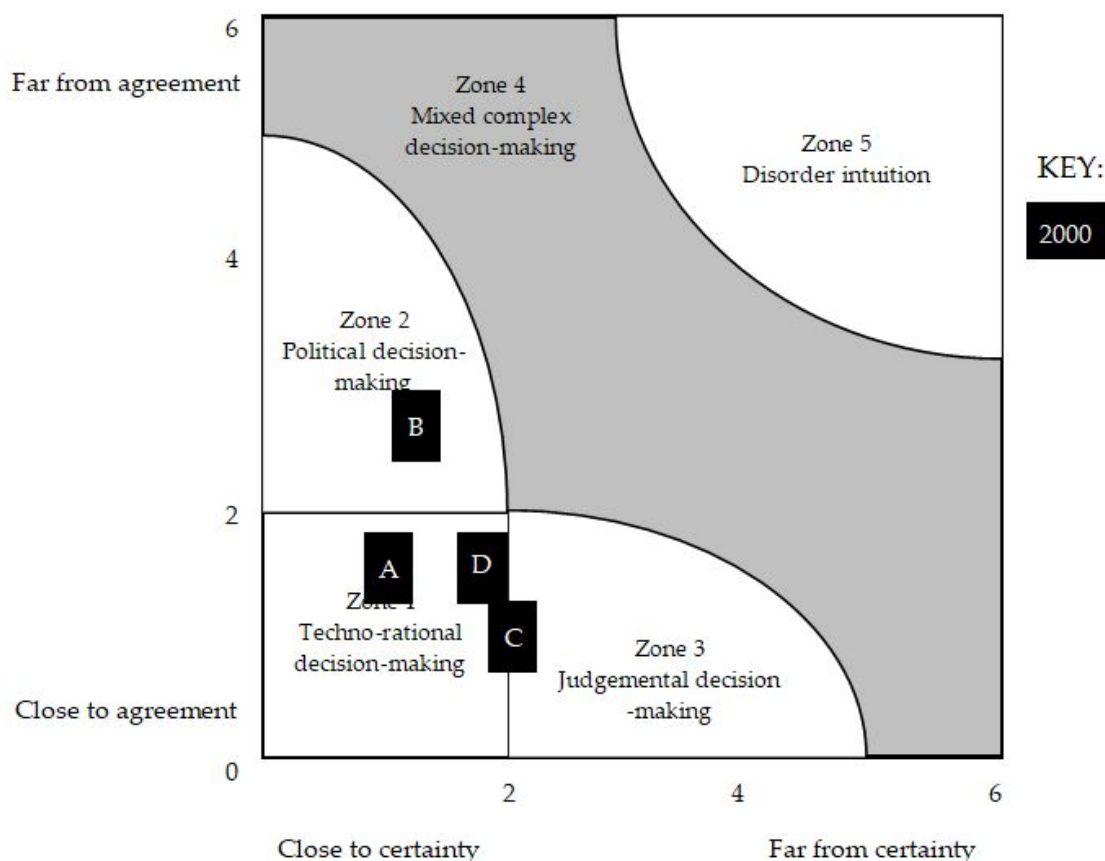 6
Far from agreement
Zone 4
Mixed complex
decision-making
Zone 5
Disorder intuition
KEY:
2000
4
Zone 2
Political decision-
making
B
2
A
D
Zone 1
Techno-rational
decision-making
C
Zone 3
Judgemental decision
-making
Close to agreement
0
2
4
6
Close to certainty
Far from certainty